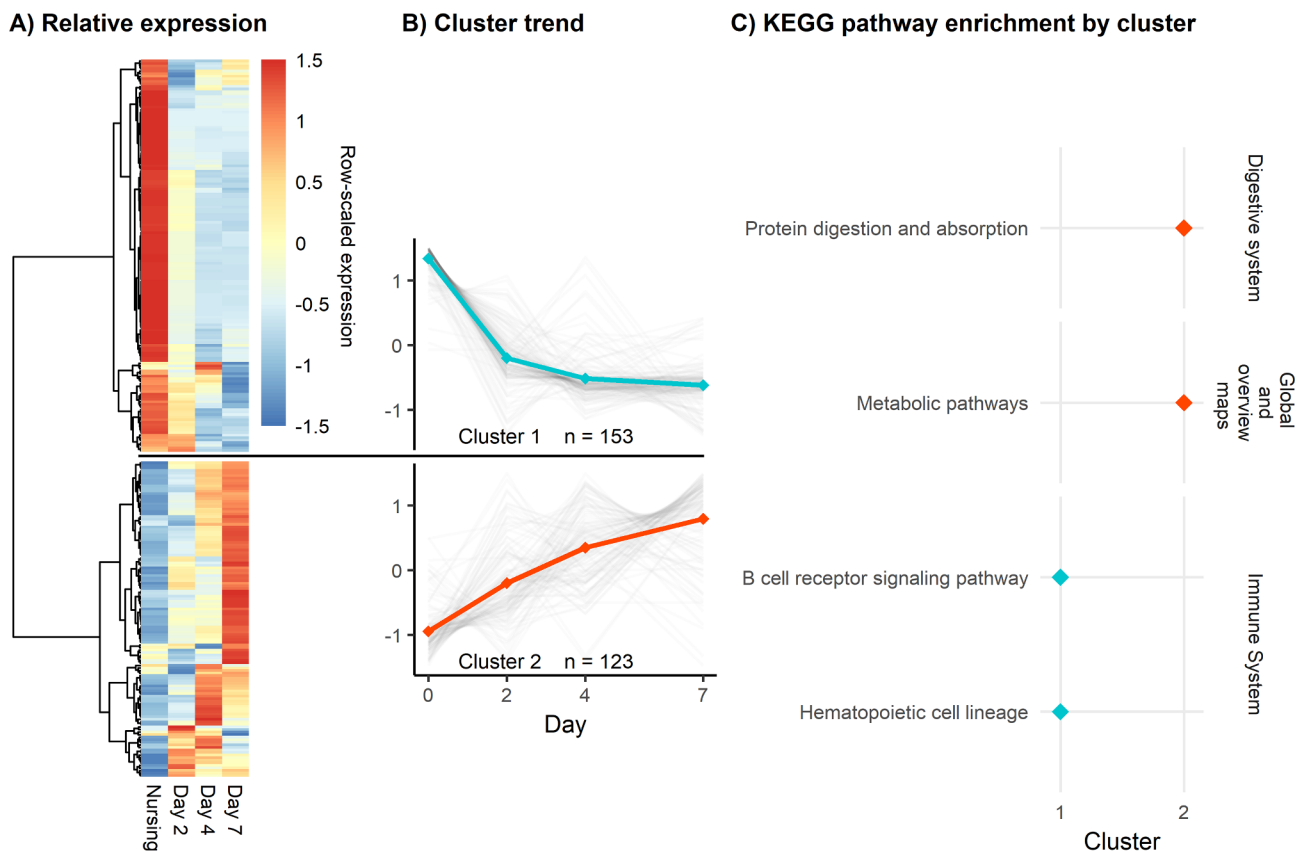 A) Relative expression
B) Cluster trend
C) KEGG pathway enrichment by cluster
1.5
1
0.5
0
-0.5
-1
-1.5
Row-scaled expression
Nursing
Day 2
Day 4
Day 7
1
0
-1
Cluster 1 n = 153
1
0
-1
Cluster 2 n = 123
0
2
4
7
Day
Protein digestion and absorption
Digestive system
Metabolic pathways
Global
and
overview
maps
B cell receptor signaling pathway
Hematopoietic cell lineage
Immune System
1
2
Cluster